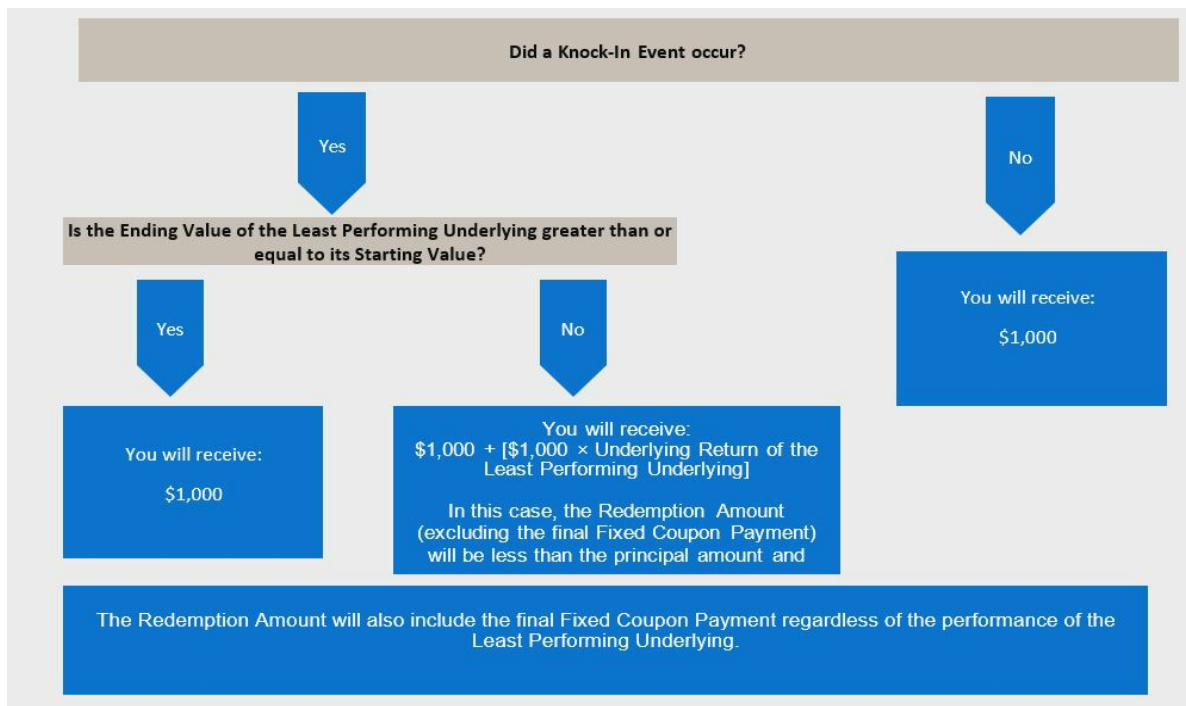 Did a Knock-In Event occur?
Yes
No
Is the Ending Value of the Least Performing Underlying greater than or
equal to its Starting Value?
Yes
No
You will receive:
$1,000
You will receive:
$1,000
You will receive:
$1,000 + [$1,000 × Underlying Return of the
Least Performing Underlying]
In this case, the Redemption Amount
(excluding the final Fixed Coupon Payment)
will be less than the principal amount and
The Redemption Amount will also include the final Fixed Coupon Payment regardless of the performance of the
Least Performing Underlying.